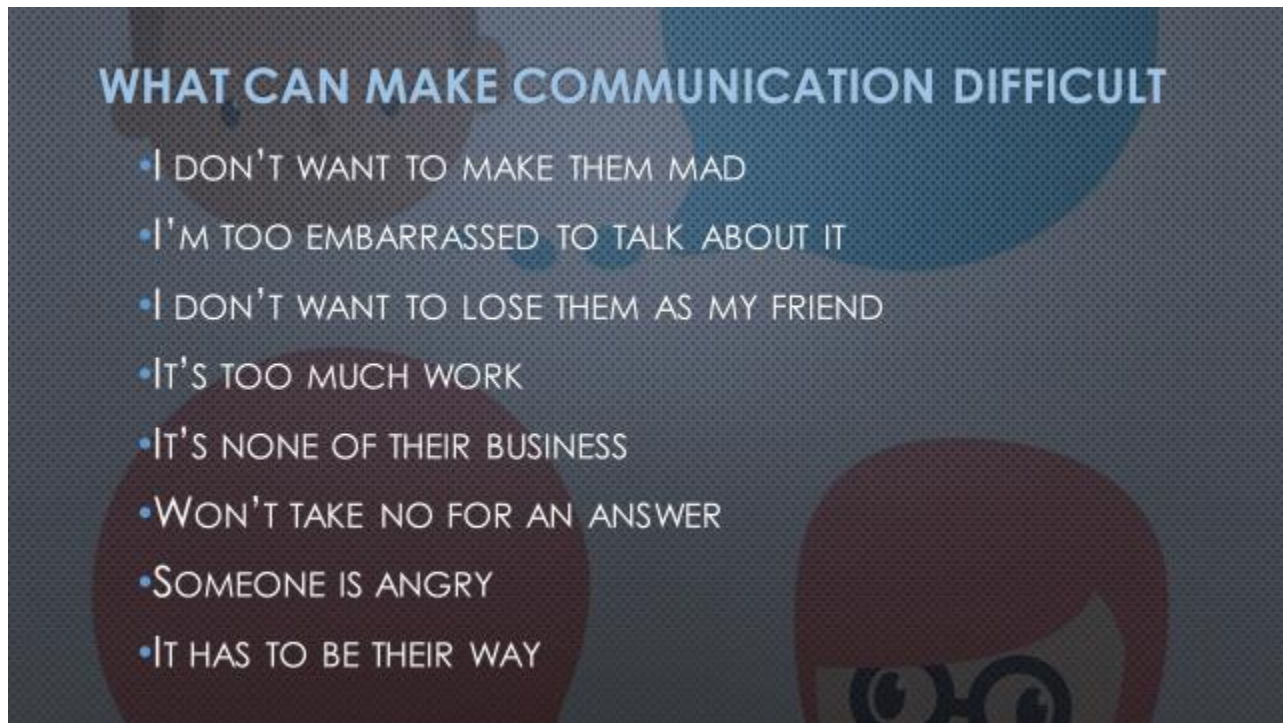 WHAT CAN MAKE COMMUNICATION DIFFICULT
•I DON'T WANT TO MAKE THEM MAD
•I'M TOO EMBARRASSED TO TALK ABOUT IT
•I DON'T WANT TO LOSE THEM AS MY FRIEND
•IT'S TOO MUCH WORK
•IT'S NONE OF THEIR BUSINESS
•WON'T TAKE NO FOR AN ANSWER
•SOMEONE IS ANGRY
•IT HAS TO BE THEIR WAY